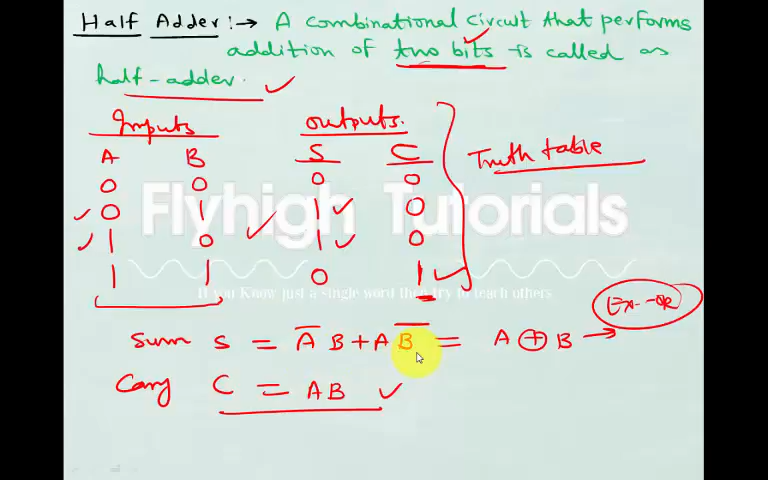 Half Adder :-> A combinational circuit that performs
addition of two bits is called as
half-adder.
Inputs outputs.
A B S C
Truth table
0 0 0 0
0 1 1 0
1 0 1 0
1 1 0 1
Flyhigh Tutorials
If you Know just a single word then try to teach others
Ex-OR
Sum S = A̅ B + A B̅ = A ⊕ B →
Carry C = AB ✓